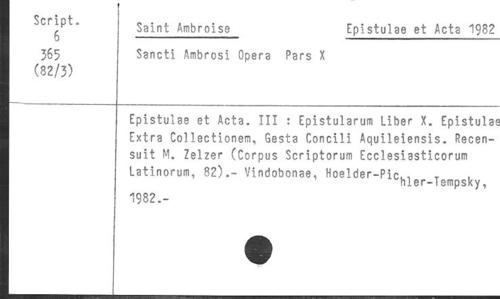 Script.
6
365
(82/3)
Saint Ambroise Epistulae et Acta 1982
Sancti Ambrosi Opera Pars X
Epistulae et Acta. III : Epistularum Liber X. Epistulae
Extra Collectionem, Gesta Concili Aquileiensis. Recen-
suit M. Zelzer (Corpus Scriptorum Ecclesiasticorum
Latinorum, 82).- Vindobonae, Hoelder-Pichler-Tempsky,
1982.-